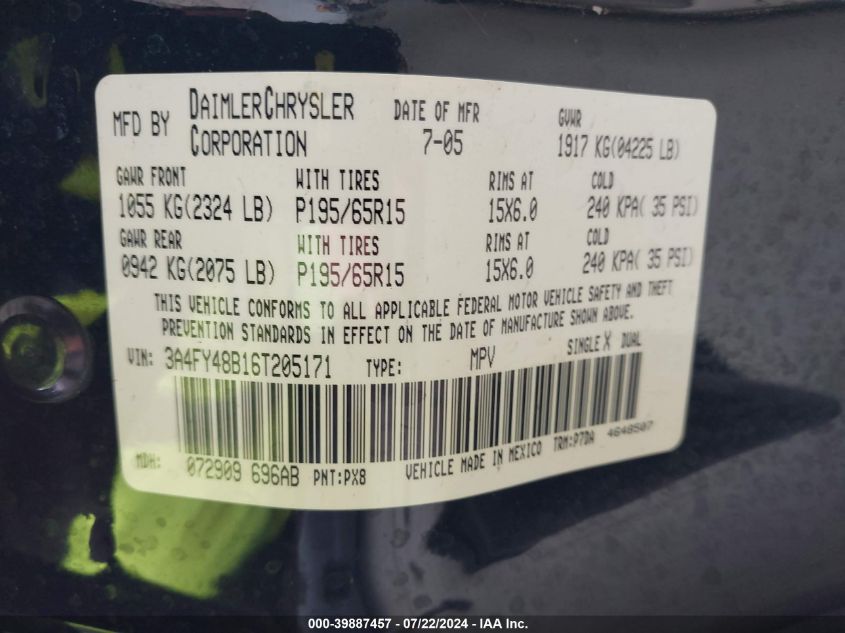 MFD BY DAIMLERCHRYSLER CORPORATION DATE OF MFR 7-05 GVWR 1917 KG(04225 LB)
GAWR FRONT WITH TIRES RIMS AT COLD
1055 KG(2324 LB) P195/65R15 15X6.0 240 KPA( 35 PSI)
GAWR REAR WITH TIRES RIMS AT COLD
0942 KG(2075 LB) P195/65R15 15X6.0 240 KPA( 35 PSI)
THIS VEHICLE CONFORMS TO ALL APPLICABLE FEDERAL MOTOR VEHICLE SAFETY AND THEFT
PREVENTION STANDARDS IN EFFECT ON THE DATE OF MANUFACTURE SHOWN ABOVE.
VIN: 3A4FY48B16T205171 TYPE: MPV SINGLE X DUAL
MDH: 072909 696AB PNT:PX8 VEHICLE MADE IN MEXICO TRM:P7DA 4648507
000-39887457 - 07/22/2024 - IAA Inc.